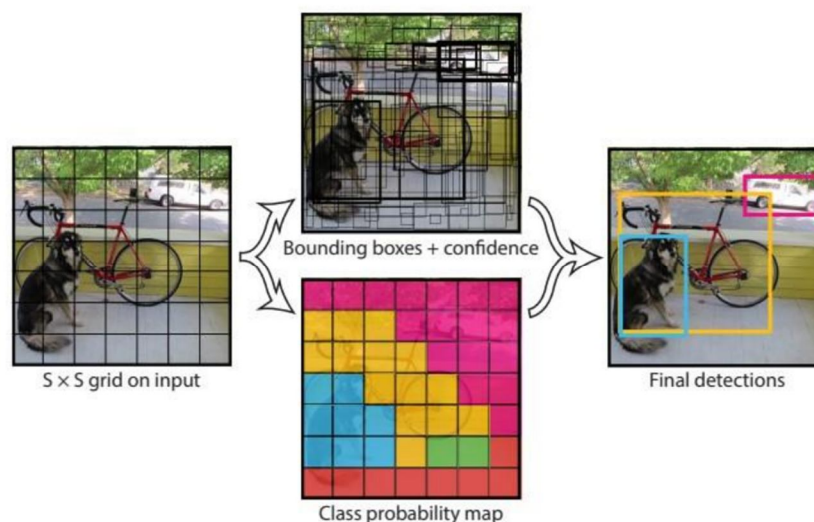 S × S grid on input
Bounding boxes + confidence
Class probability map
Final detections